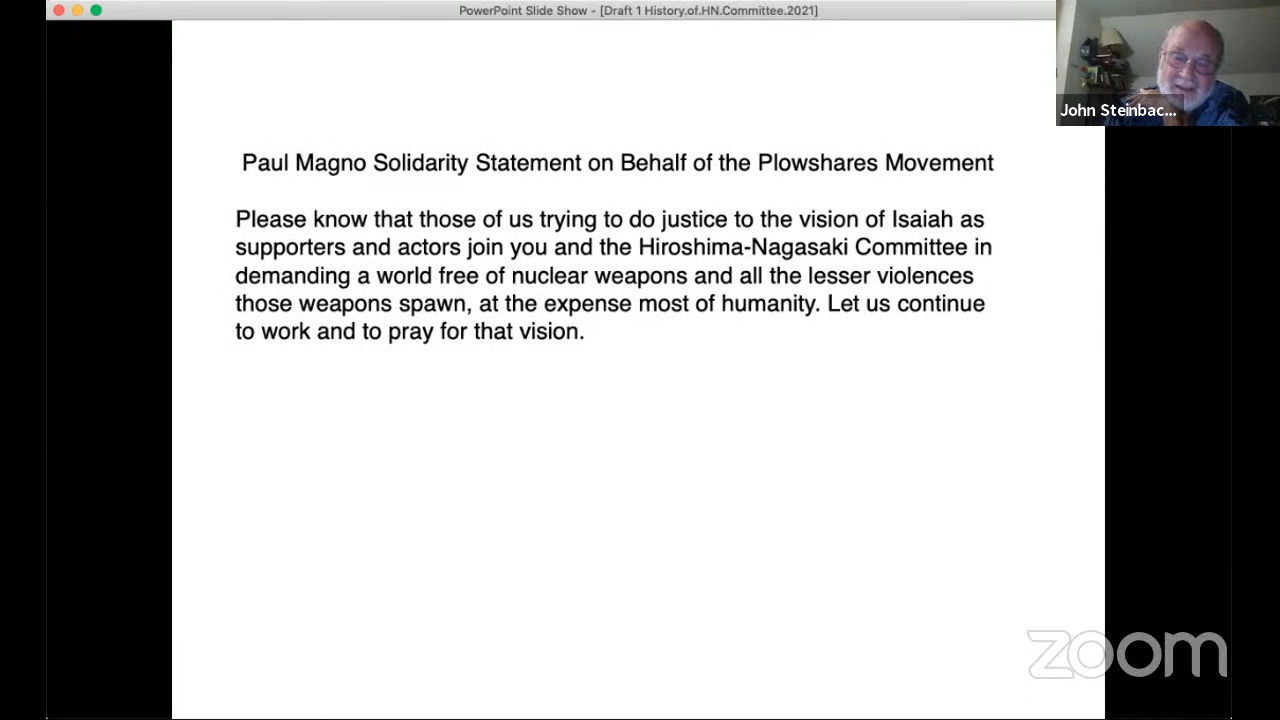 PowerPoint Slide Show - [Draft 1 History.of.HN.Committee.2021]
John Steinbac...
Paul Magno Solidarity Statement on Behalf of the Plowshares Movement
Please know that those of us trying to do justice to the vision of Isaiah as
supporters and actors join you and the Hiroshima-Nagasaki Committee in
demanding a world free of nuclear weapons and all the lesser violences
those weapons spawn, at the expense most of humanity. Let us continue
to work and to pray for that vision.
zoom